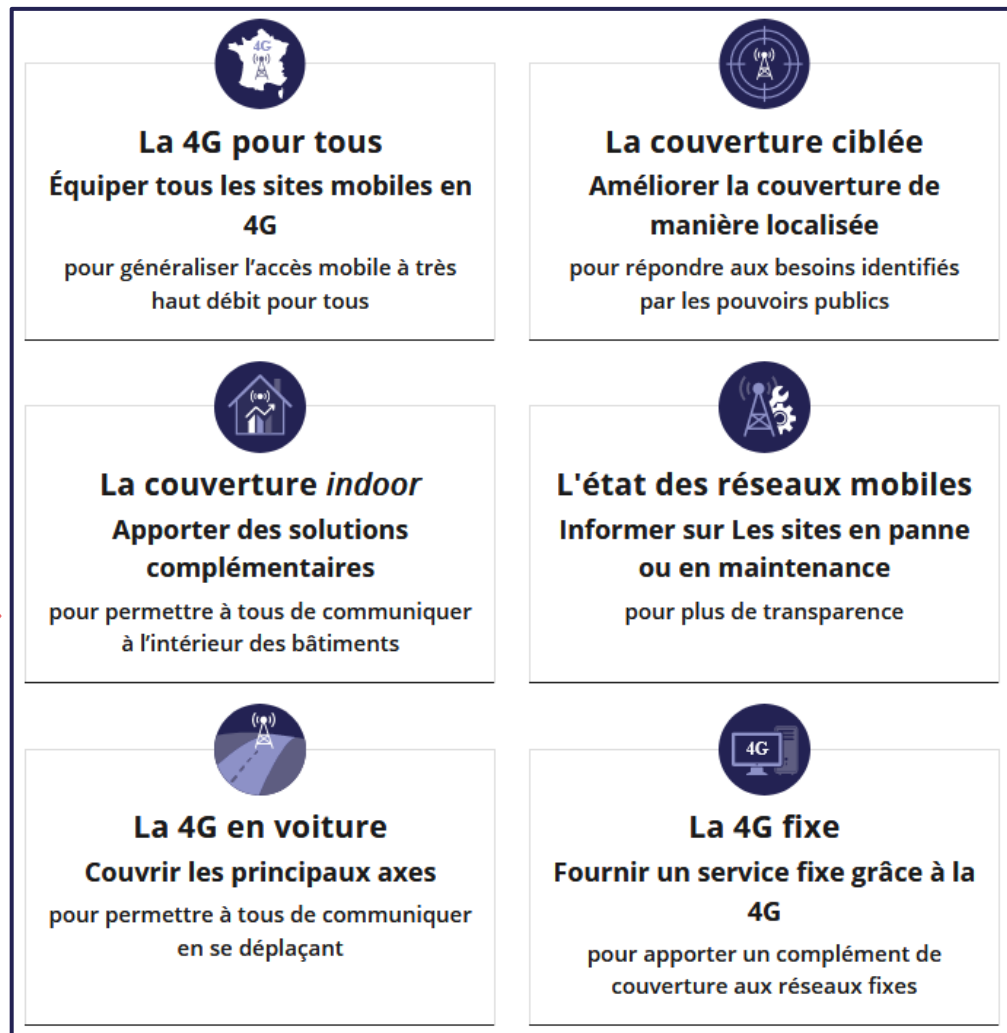 4G
La 4G pour tous
Équiper tous les sites mobiles en
4G
pour généraliser l’accès mobile à très
haut débit pour tous
La couverture ciblée
Améliorer la couverture de
manière localisée
pour répondre aux besoins identifiés
par les pouvoirs publics
La couverture indoor
Apporter des solutions
complémentaires
pour permettre à tous de communiquer
à l’intérieur des bâtiments
L'état des réseaux mobiles
Informer sur Les sites en panne
ou en maintenance
pour plus de transparence
La 4G en voiture
Couvrir les principaux axes
pour permettre à tous de communiquer
en se déplaçant
4G
La 4G fixe
Fournir un service fixe grâce à la
4G
pour apporter un complément de
couverture aux réseaux fixes